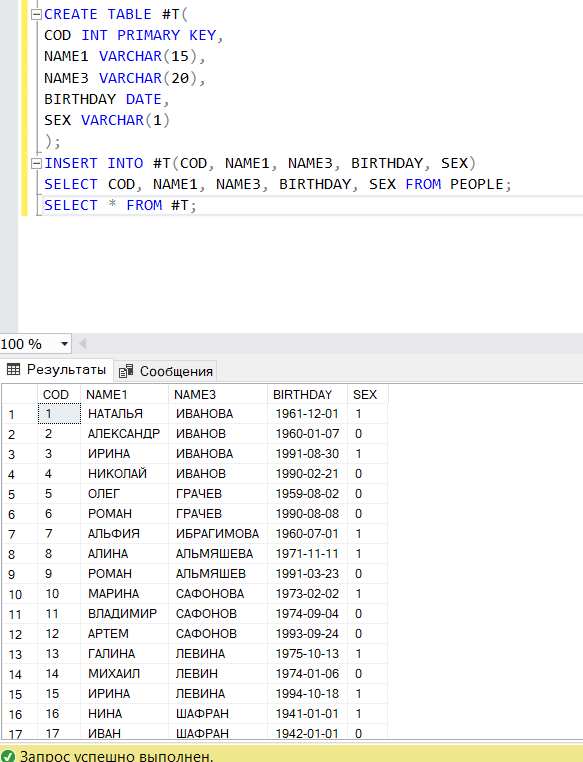 CREATE TABLE #T(
COD INT PRIMARY KEY,
NAME1 VARCHAR(15),
NAME3 VARCHAR(20),
BIRTHDAY DATE,
SEX VARCHAR(1)
);
INSERT INTO #T(COD, NAME1, NAME3, BIRTHDAY, SEX)
SELECT COD, NAME1, NAME3, BIRTHDAY, SEX FROM PEOPLE;
SELECT * FROM #T;
100 %
Результаты Сообщения
COD NAME1 NAME3 BIRTHDAY SEX
1 1 НАТАЛЬЯ ИВАНОВА 1961-12-01 1
2 2 АЛЕКСАНДР ИВАНОВ 1960-01-07 0
3 3 ИРИНА ИВАНОВА 1991-08-30 1
4 4 НИКОЛАЙ ИВАНОВ 1990-02-21 0
5 5 ОЛЕГ ГРАЧЕВ 1959-08-02 0
6 6 РОМАН ГРАЧЕВ 1990-08-08 0
7 7 АЛЬФИЯ ИБРАГИМОВА 1960-07-01 1
8 8 АЛИНА АЛЬМЯШЕВА 1971-11-11 1
9 9 РОМАН АЛЬМЯШЕВ 1991-03-23 0
10 10 МАРИНА САФОНОВА 1973-02-02 1
11 11 ВЛАДИМИР САФОНОВ 1974-09-04 0
12 12 АРТЕМ САФОНОВ 1993-09-24 0
13 13 ГАЛИНА ЛЕВИНА 1975-10-13 1
14 14 МИХАИЛ ЛЕВИН 1974-01-06 0
15 15 ИРИНА ЛЕВИНА 1994-10-18 1
16 16 НИНА ШАФРАН 1941-01-01 1
17 17 ИВАН ШАФРАН 1942-01-01 0
Запрос успешно выполнен.